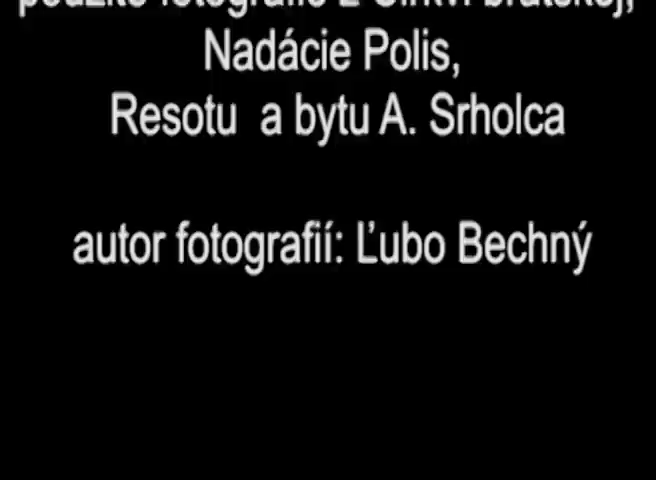 Nadácie Polis,
Resotu a bytu A. Srholca
autor fotografií: Ľubo Bechný